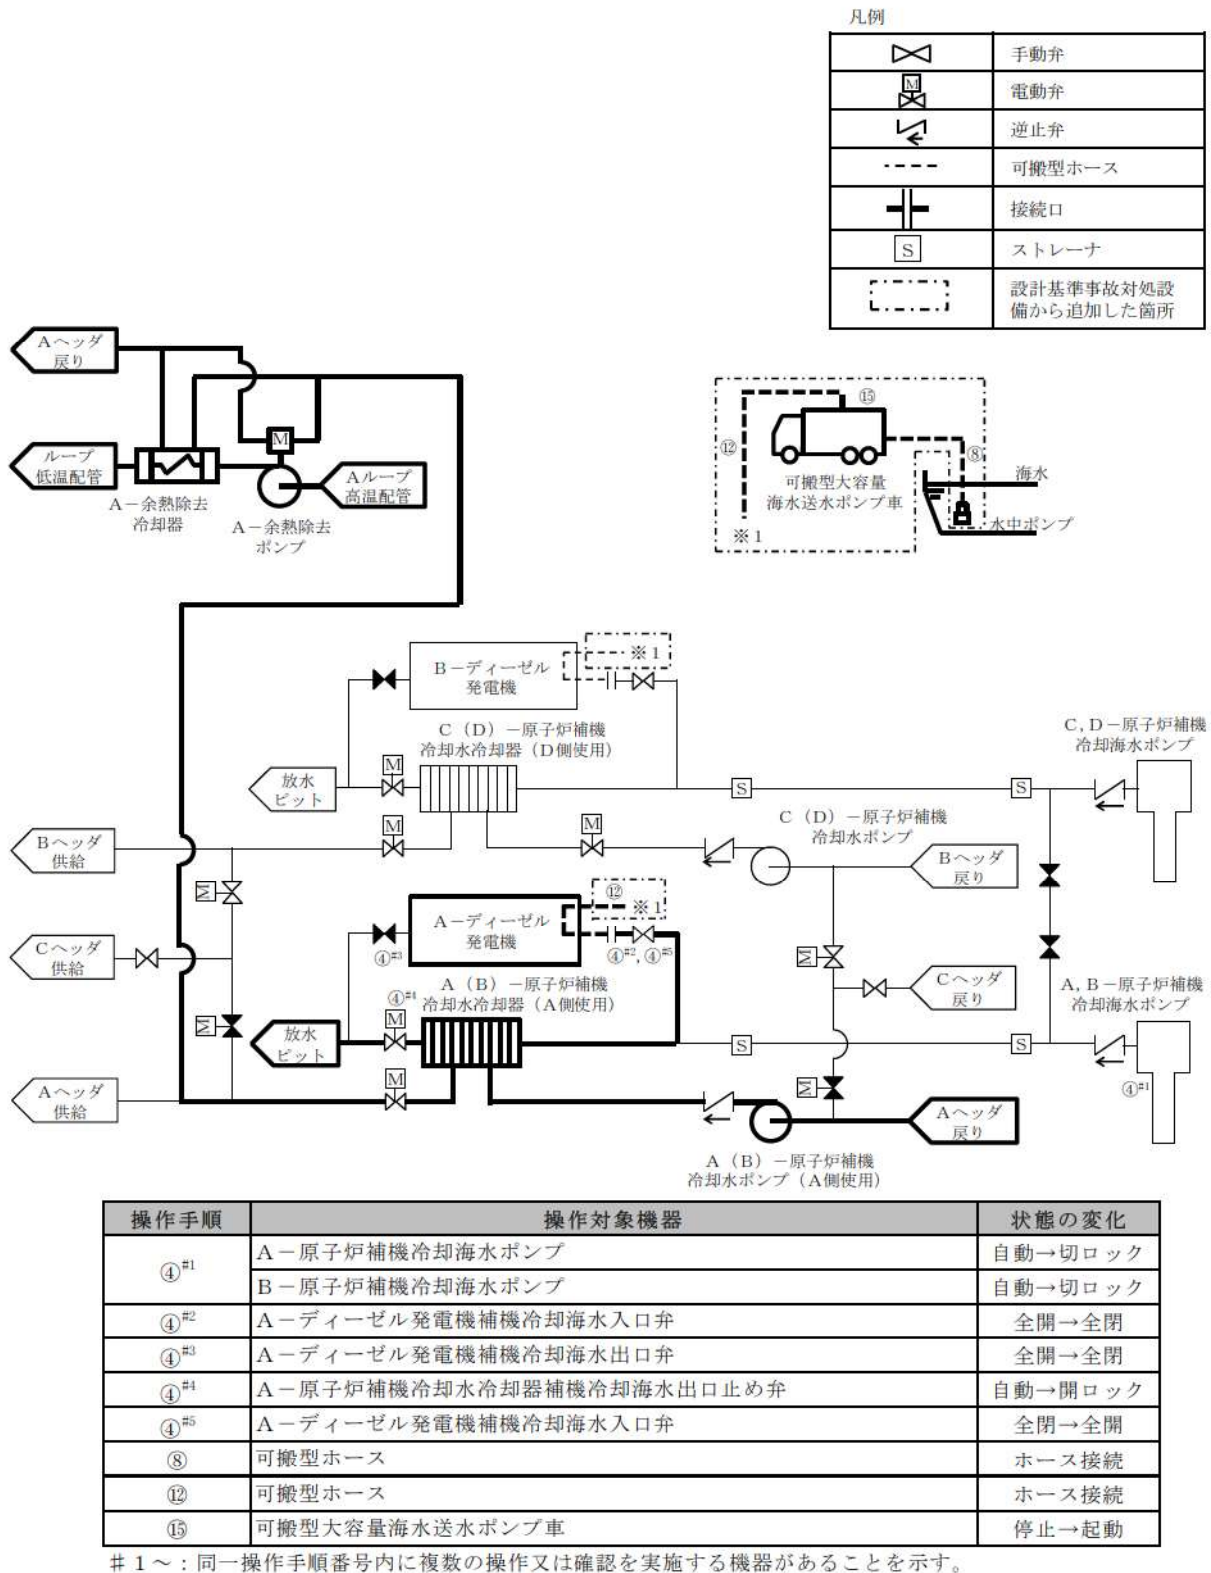 凡例
手動弁
M
電動弁
逆止弁
可搬型ホース
接続口
S
ストレーナ
設計基準事故対処設
備から追加した箇所
Aヘッダ
戻り
ループ
低温配管
M
Aループ
高温配管
A－余熱除去
冷却器
A－余熱除去
ポンプ
⑮
⑫
⑧
可搬型大容量
海水送水ポンプ車
海水
水中ポンプ
※1
B－ディーゼル
発電機
※1
C（D）－原子炉補機
冷却水冷却器（D側使用）
C，D－原子炉補機
冷却海水ポンプ
放水
ピット
M
S
S
Bヘッダ
供給
M
M
C（D）－原子炉補機
冷却水ポンプ
Bヘッダ
戻り
M
A－ディーゼル
発電機
⑫
※1
④#3
④#2，④#5
Cヘッダ
供給
M
Cヘッダ
戻り
A（B）－原子炉補機
冷却水冷却器（A側使用）
A，B－原子炉補機
冷却海水ポンプ
④#4
M
放水
ピット
M
S
S
④#1
Aヘッダ
供給
M
M
Aヘッダ
戻り
A（B）－原子炉補機
冷却水ポンプ（A側使用）
操作手順 操作対象機器 状態の変化
④#1 A－原子炉補機冷却海水ポンプ 自動→切ロック
B－原子炉補機冷却海水ポンプ 自動→切ロック
④#2 A－ディーゼル発電機補機冷却海水入口弁 全開→全閉
④#3 A－ディーゼル発電機補機冷却海水出口弁 全開→全閉
④#4 A－原子炉補機冷却水冷却器補機冷却海水出口止め弁 自動→開ロック
④#5 A－ディーゼル発電機補機冷却海水入口弁 全閉→全開
⑧ 可搬型ホース ホース接続
⑫ 可搬型ホース ホース接続
⑮ 可搬型大容量海水送水ポンプ車 停止→起動
＃1～：同一操作手順番号内に複数の操作又は確認を実施する機器があることを示す。